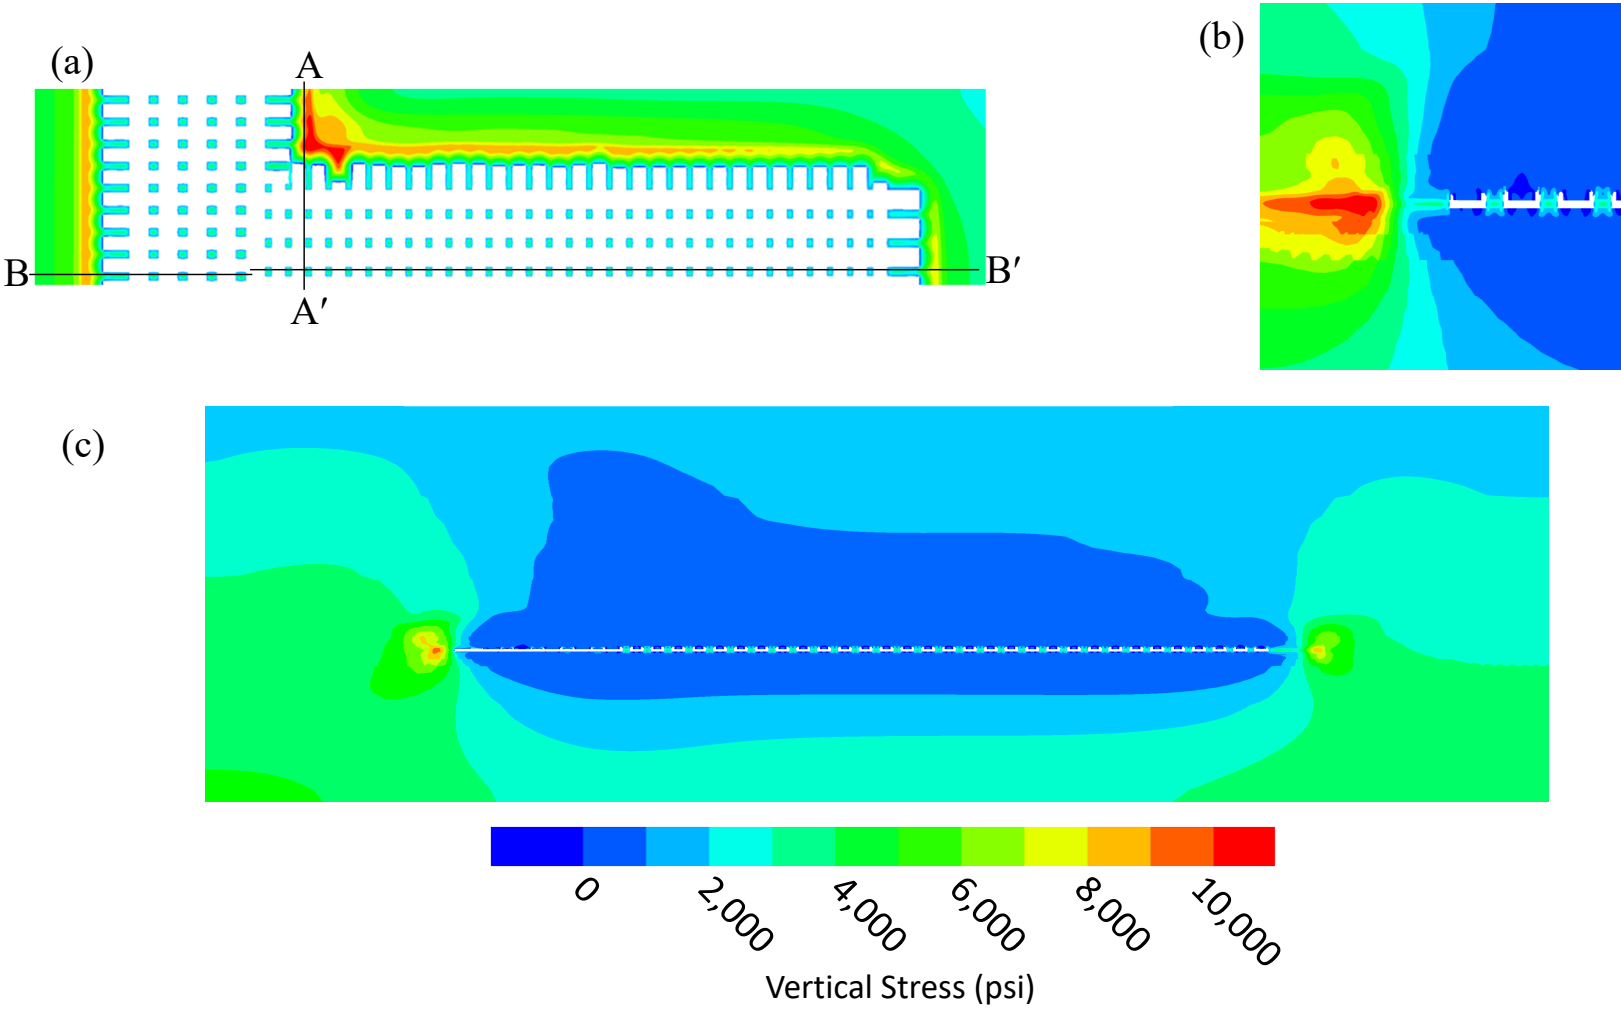 (a)
A
(b)
B
B′
A′
(c)
0
2,000
4,000
6,000
8,000
10,000
Vertical Stress (psi)